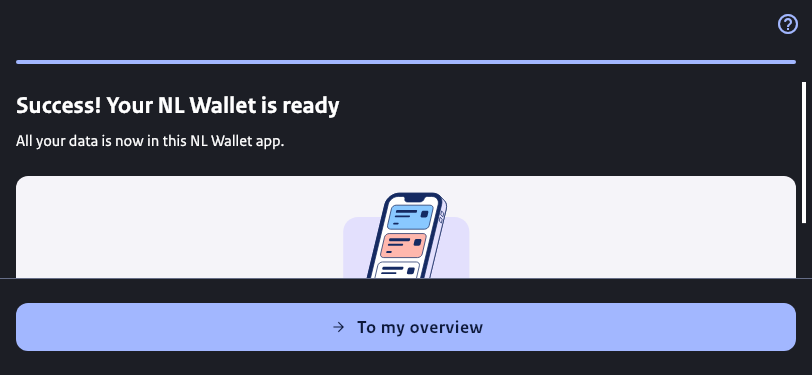 Success! Your NL Wallet is ready
All your data is now in this NL Wallet app.
To my overview